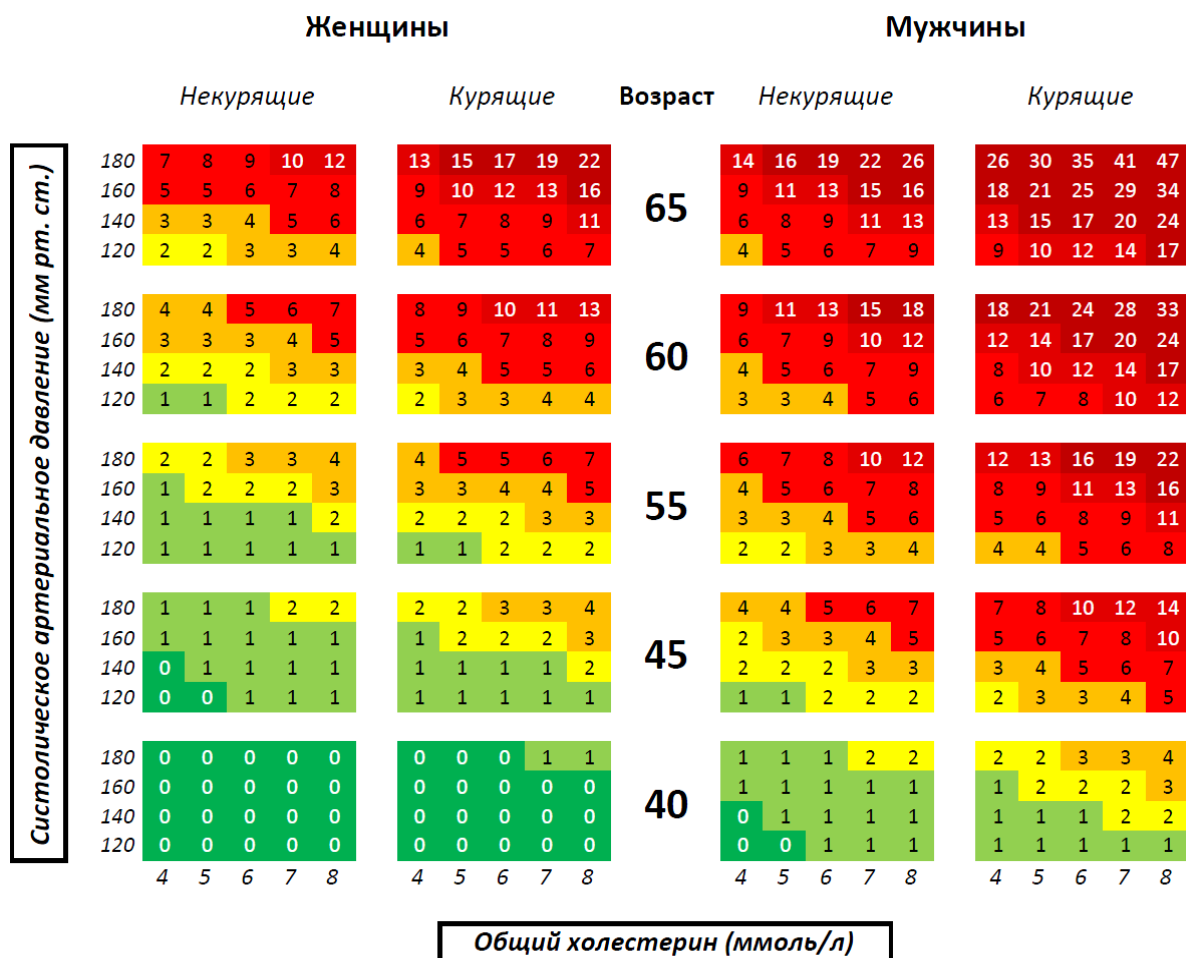 Женщины Мужчины
Некурящие Курящие Возраст Некурящие Курящие
Систолическое артериальное давление (мм рт. ст.)
180 7 8 9 10 12 13 15 17 19 22 14 16 19 22 26 26 30 35 41 47
160 5 5 6 7 8 9 10 12 13 16 9 11 13 15 16 18 21 25 29 34
65
140 3 3 4 5 6 6 7 8 9 11 6 8 9 11 13 13 15 17 20 24
120 2 2 3 3 4 4 5 5 6 7 4 5 6 7 9 9 10 12 14 17
180 4 4 5 6 7 8 9 10 11 13 9 11 13 15 18 18 21 24 28 33
160 3 3 3 4 5 5 6 7 8 9 6 7 9 10 12 12 14 17 20 24
60
140 2 2 2 3 3 3 4 5 5 6 4 5 6 7 9 8 10 12 14 17
120 1 1 2 2 2 2 3 3 4 4 3 3 4 5 6 6 7 8 10 12
180 2 2 3 3 4 4 5 5 6 7 6 7 8 10 12 12 13 16 19 22
160 1 2 2 2 3 3 3 4 4 5 4 5 6 7 8 8 9 11 13 16
55
140 1 1 1 1 2 2 2 2 3 3 3 3 4 5 6 5 6 8 9 11
120 1 1 1 1 1 1 1 2 2 2 2 2 3 3 4 4 4 5 6 8
180 1 1 1 2 2 2 2 3 3 4 4 4 5 6 7 7 8 10 12 14
160 1 1 1 1 1 1 2 2 2 3 2 3 3 4 5 5 6 7 8 10
45
140 0 1 1 1 1 1 1 1 1 2 2 2 2 3 3 3 4 5 6 7
120 0 0 1 1 1 1 1 1 1 1 1 1 2 2 2 2 3 3 4 5
180 0 0 0 0 0 0 0 0 1 1 1 1 1 2 2 2 2 3 3 4
160 0 0 0 0 0 0 0 0 0 0 1 1 1 1 1 1 2 2 2 3
40
140 0 0 0 0 0 0 0 0 0 0 0 1 1 1 1 1 1 1 2 2
120 0 0 0 0 0 0 0 0 0 0 0 0 1 1 1 1 1 1 1 1
4 5 6 7 8 4 5 6 7 8 4 5 6 7 8 4 5 6 7 8
Общий холестерин (ммоль/л)